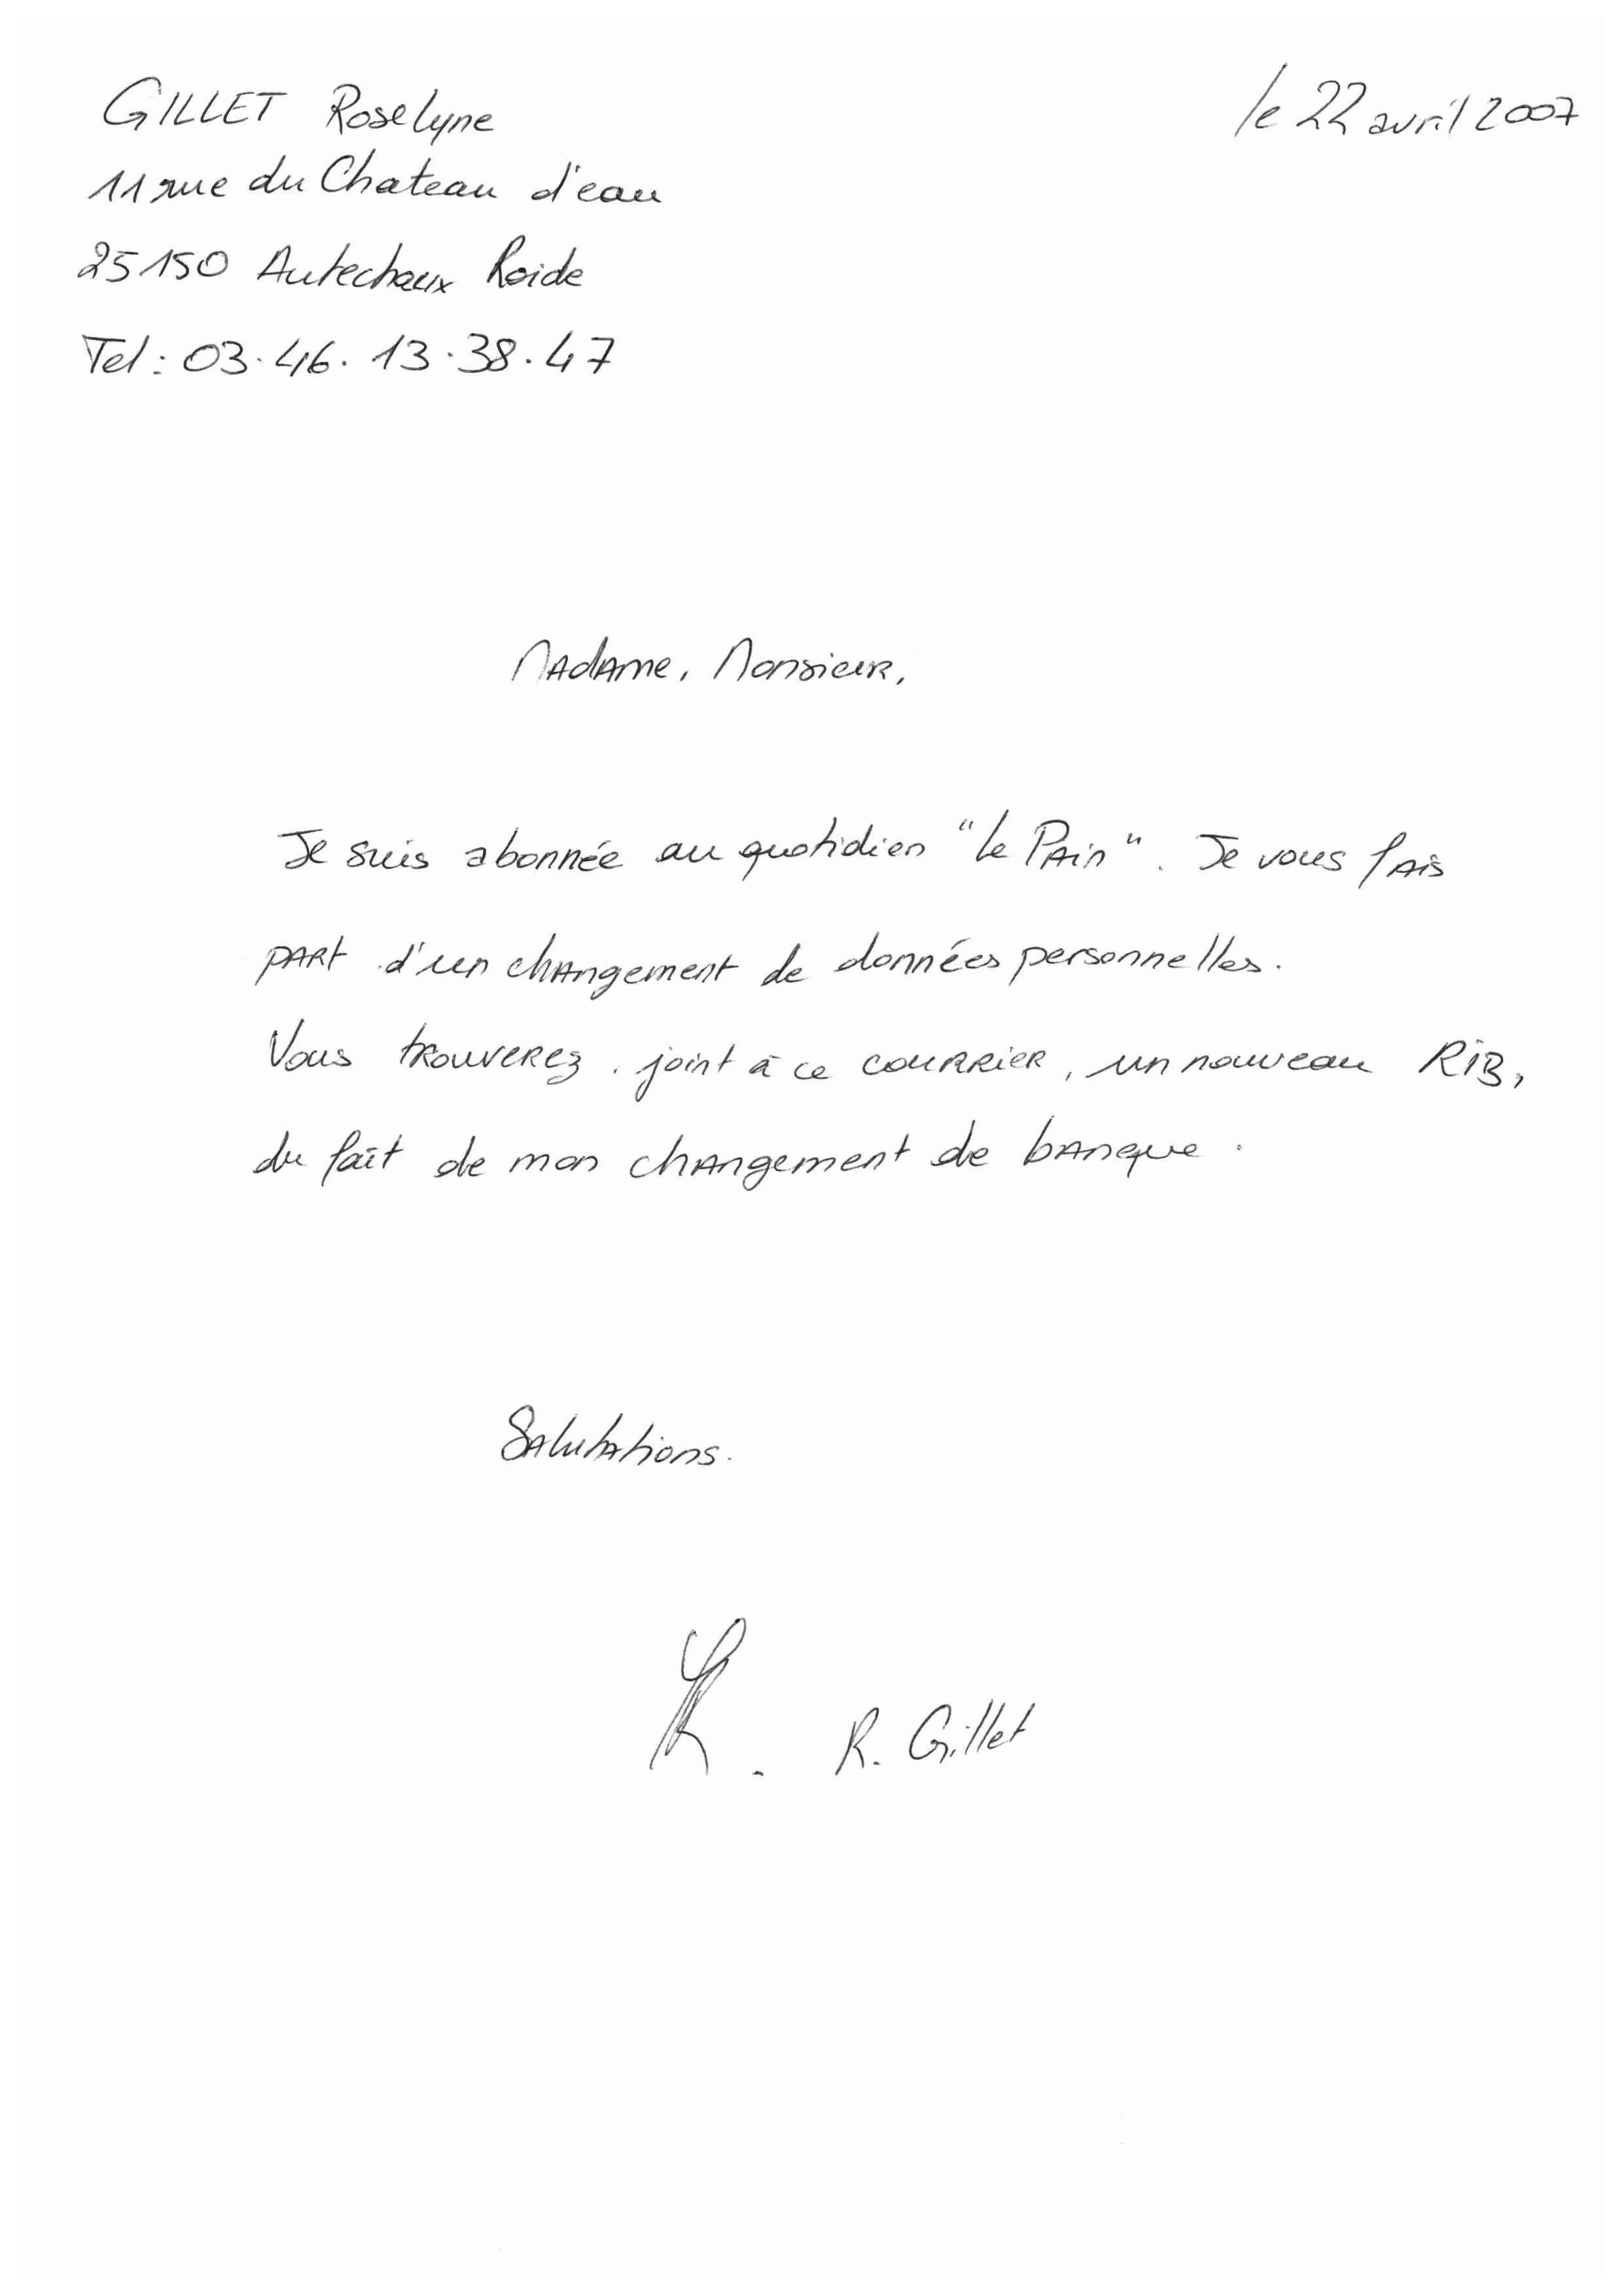 GILLET Roselyne
le 22 avril 2007
11 rue du Chateau d'eau
25150 Autechaux Roide
Tel : 03.46.13.38.47
Madame, Monsieur,
Je suis abonnée au quotidien "Le Pain". Je vous fais
part d'un changement de données personnelles.
Vous trouverez, joint à ce courrier, un nouveau RIB,
du fait de mon changement de banque.
Salutations.
R. Gillet